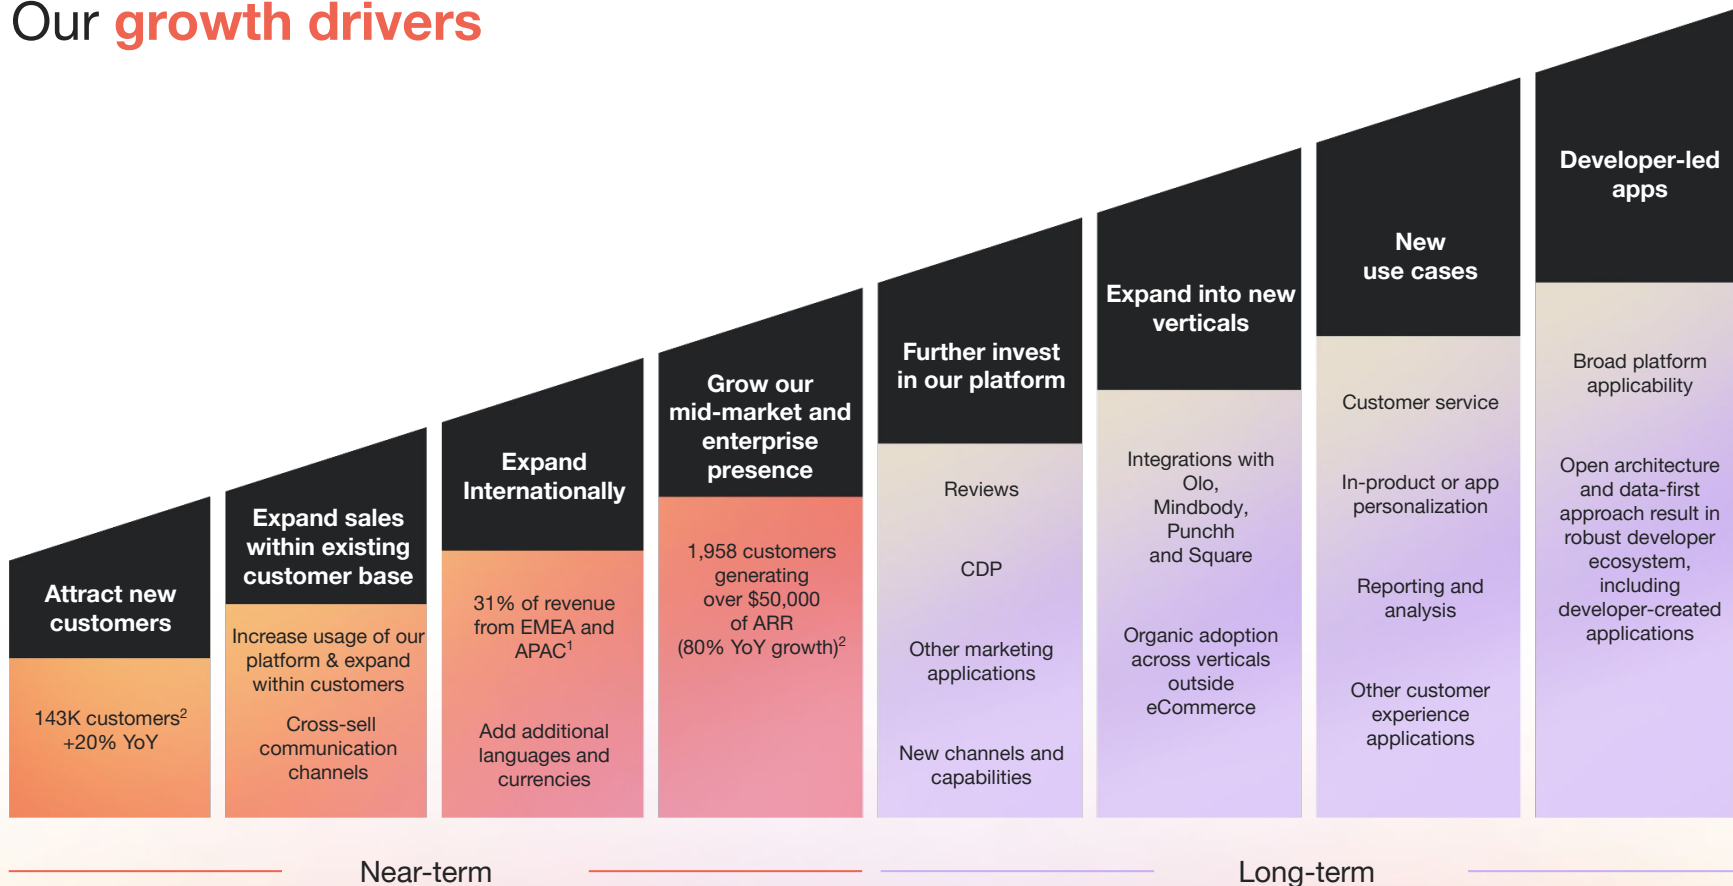 Our growth drivers
Attract new
customers
143K customers2
+20% YoY
Expand sales
within existing
customer base
Increase usage of our
platform & expand
within customers
Cross-sell
communication
channels
Expand
Internationally
31% of revenue
from EMEA and
APAC1
Add additional
languages and
currencies
Grow our
mid-market and
enterprise
presence
1,958 customers
generating
over $50,000
of ARR
(80% YoY growth)2
Further invest
in our platform
Reviews
CDP
Other marketing
applications
New channels and
capabilities
Expand into new
verticals
Integrations with
Olo,
Mindbody,
Punchh
and Square
Organic adoption
across verticals
outside
eCommerce
New
use cases
Customer service
In-product or app
personalization
Reporting and
analysis
Other customer
experience
applications
Developer-led
apps
Broad platform
applicability
Open architecture
and data-first
approach result in
robust developer
ecosystem,
including
developer-created
applications
Near-term
Long-term